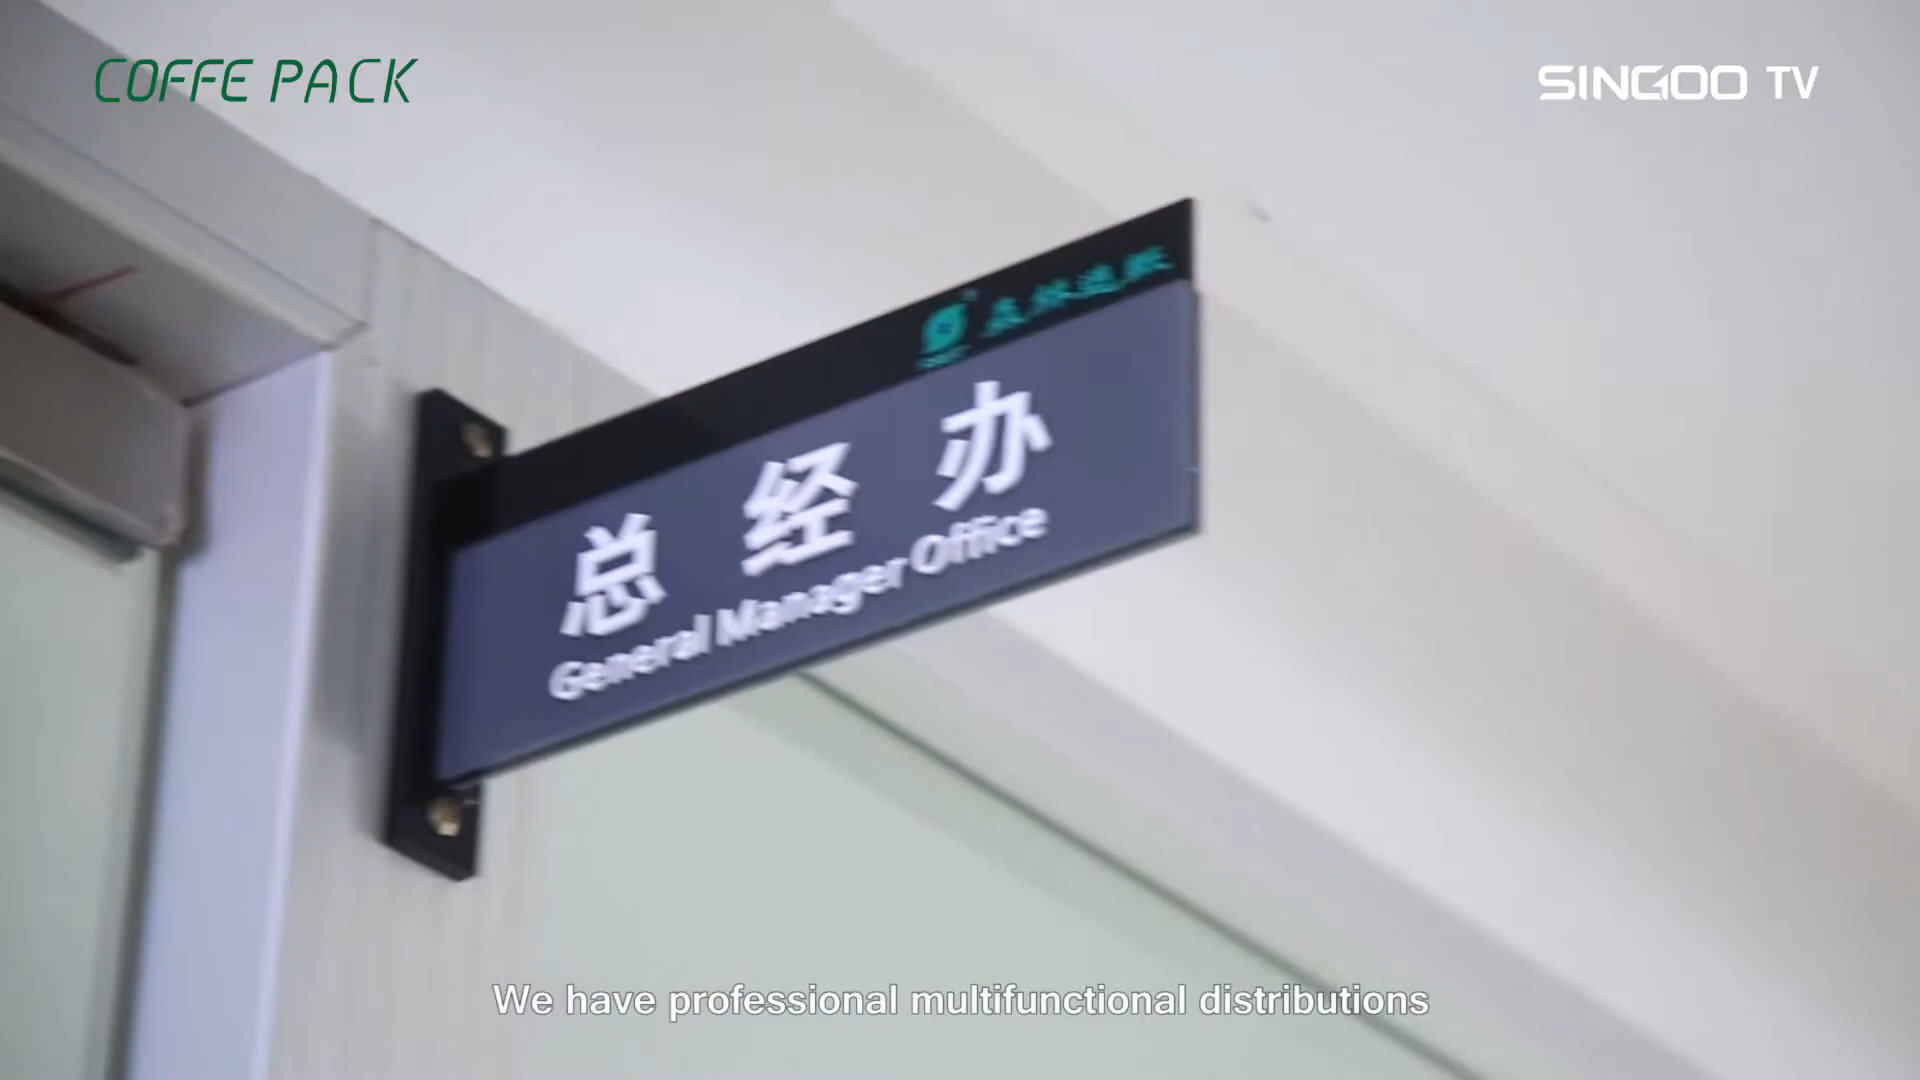 COFFE PACK
SINGOO TV
总经办
General Manager Office
We have professional multifunctional distributions